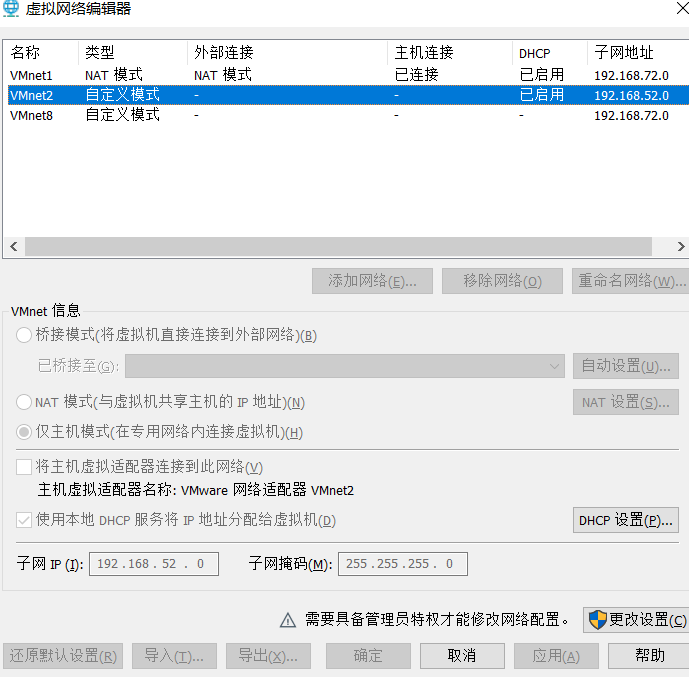 虚拟网络编辑器
名称 类型 外部连接 主机连接 DHCP 子网地址
VMnet1 NAT 模式 NAT 模式 已连接 已启用 192.168.72.0
VMnet2 自定义模式 - - 已启用 192.168.52.0
VMnet8 自定义模式 - - - 192.168.72.0
添加网络(E)... 移除网络(O) 重命名网络(W)...
VMnet 信息
桥接模式(将虚拟机直接连接到外部网络)(B)
已桥接至(G): 自动设置(U)...
NAT 模式(与虚拟机共享主机的 IP 地址)(N) NAT 设置(S)...
仅主机模式(在专用网络内连接虚拟机)(H)
将主机虚拟适配器连接到此网络(V)
主机虚拟适配器名称: VMware 网络适配器 VMnet2
使用本地 DHCP 服务将 IP 地址分配给虚拟机(D) DHCP 设置(P)...
子网 IP (I): 192.168. 52 . 0 子网掩码(M): 255.255.255. 0
需要具备管理员特权才能修改网络配置。 更改设置(C)
还原默认设置(R) 导入(T)... 导出(X)... 确定 取消 应用(A) 帮助